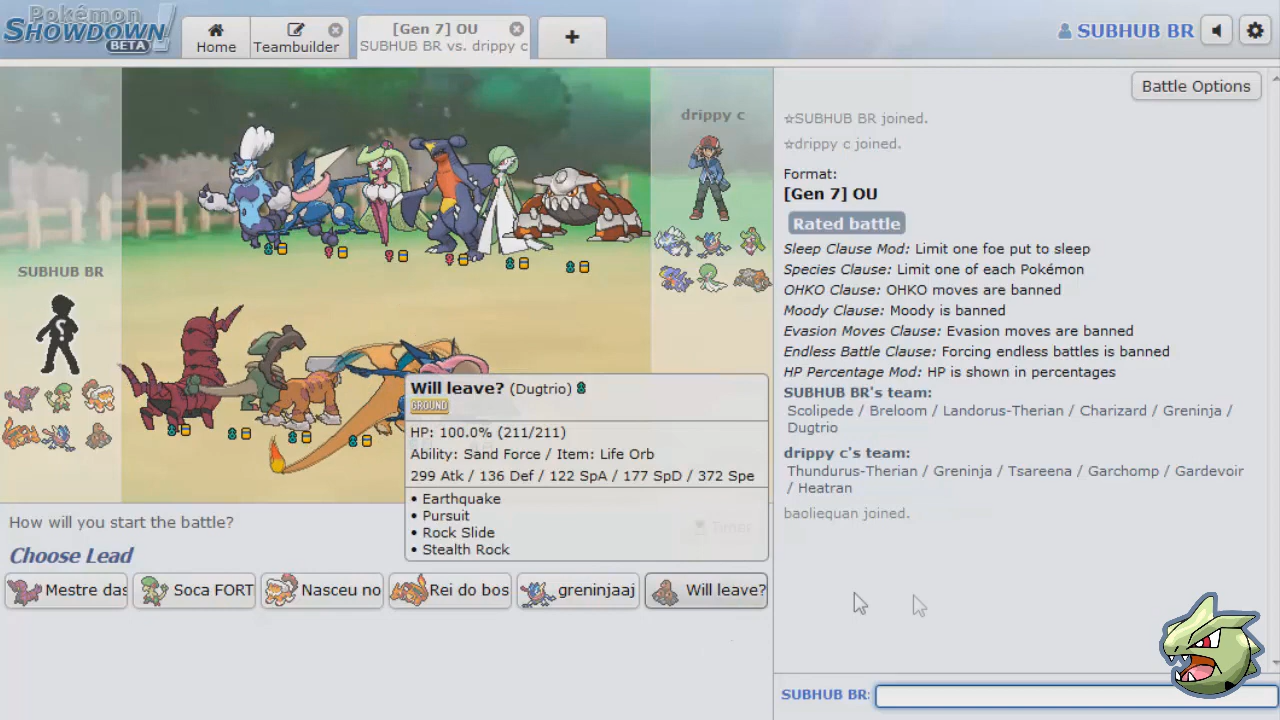 Pokémon
SHOWDOWN!
BETA
Home
Teambuilder
[Gen 7] OU
SUBHUB BR vs. drippy c
+
SUBHUB BR
Battle Options
drippy c
SUBHUB BR
☆SUBHUB BR joined.
☆drippy c joined.
Format:
[Gen 7] OU
Rated battle
Sleep Clause Mod: Limit one foe put to sleep
Species Clause: Limit one of each Pokémon
OHKO Clause: OHKO moves are banned
Moody Clause: Moody is banned
Evasion Moves Clause: Evasion moves are banned
Endless Battle Clause: Forcing endless battles is banned
HP Percentage Mod: HP is shown in percentages
SUBHUB BR's team:
Scolipede / Breloom / Landorus-Therian / Charizard / Greninja /
Dugtrio
drippy c's team:
Thundurus-Therian / Greninja / Tsareena / Garchomp / Gardevoir
/ Heatran
baoliequan joined.
Will leave? (Dugtrio)
GROUND
HP: 100.0% (211/211)
Ability: Sand Force / Item: Life Orb
299 Atk / 136 Def / 122 SpA / 177 SpD / 372 Spe
• Earthquake
• Pursuit
• Rock Slide
• Stealth Rock
Timer
How will you start the battle?
Choose Lead
Mestre das
Soca FORT
Nasceu no
Rei do bos
greninjaaj
Will leave?
SUBHUB BR: